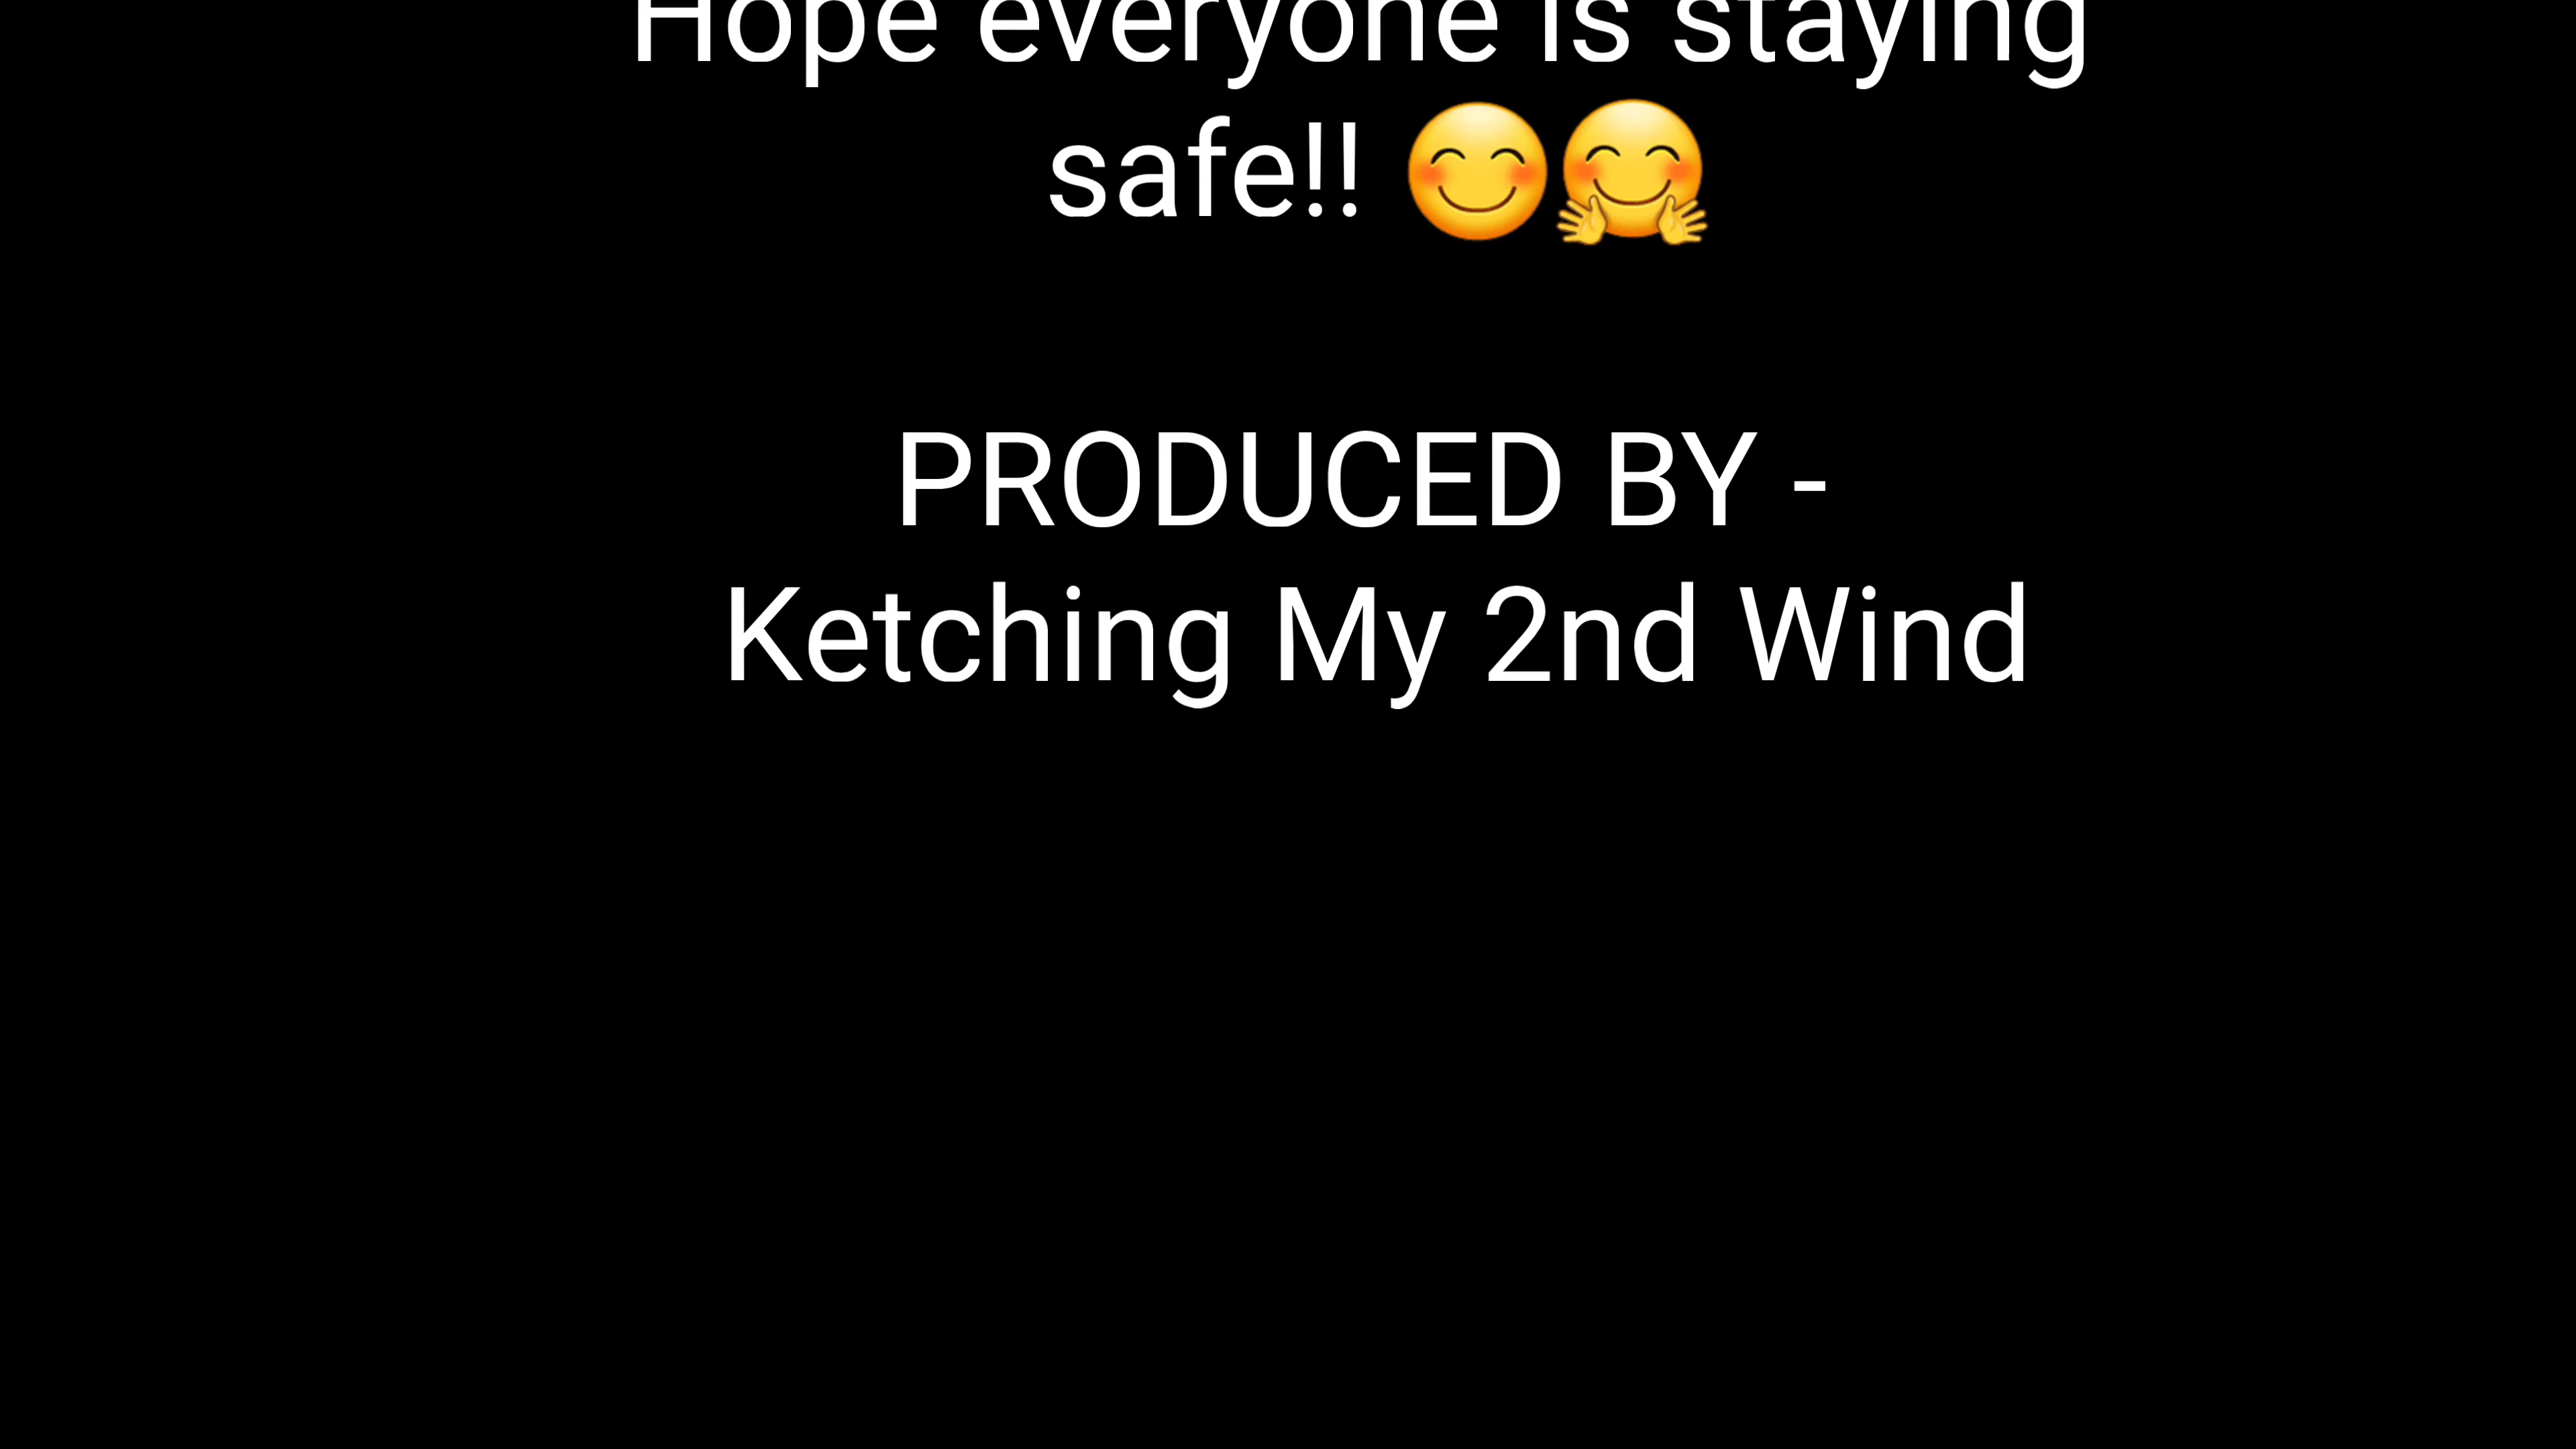 Hope everyone is staying
safe!! 😊🤗
PRODUCED BY -
Ketching My 2nd Wind